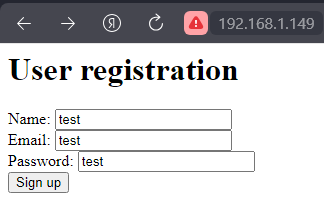 192.168.1.149
User registration
Name: test
Email: test
Password: test
Sign up